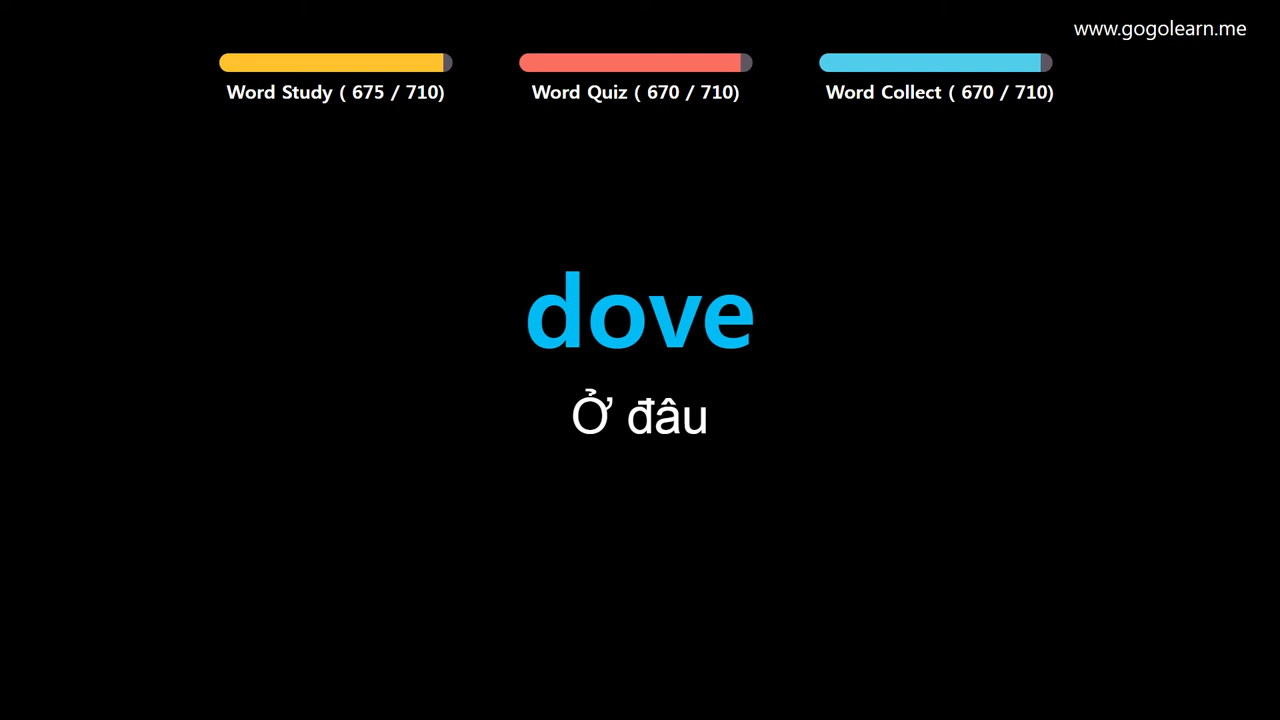 www.gogolearn.me
Word Study ( 675 / 710)
Word Quiz ( 670 / 710)
Word Collect ( 670 / 710)
dove
Ở đâu